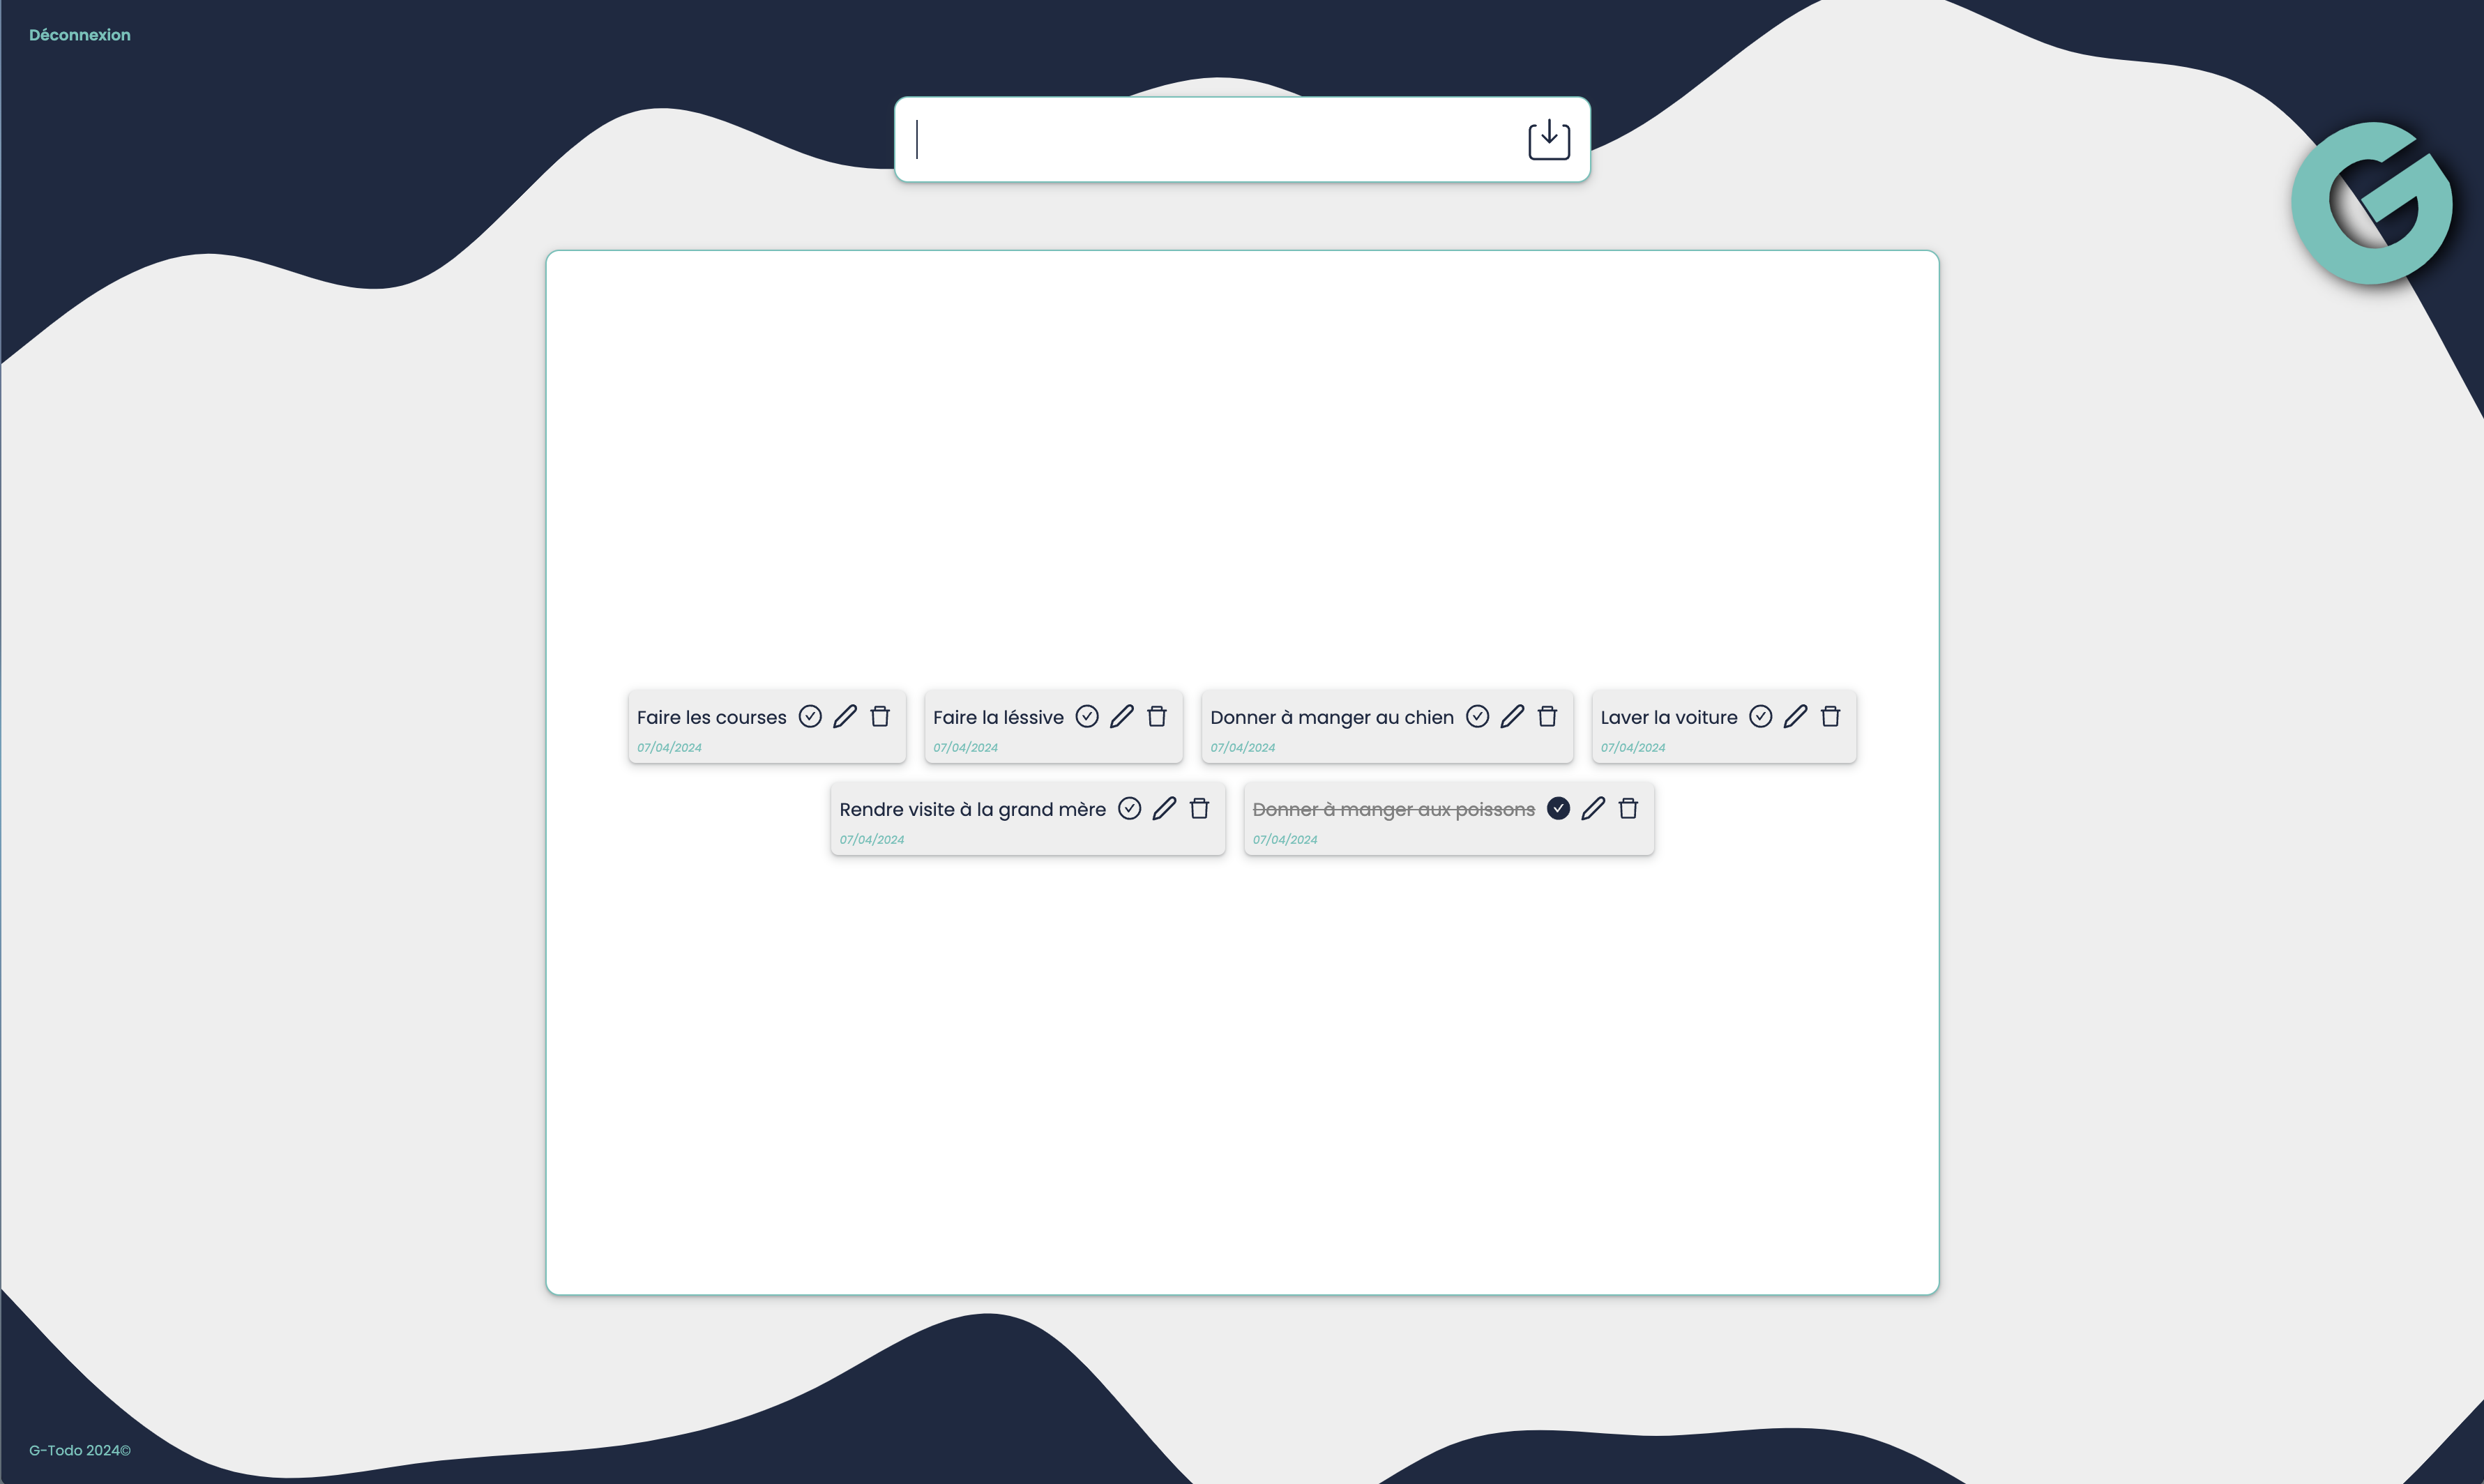 Déconnexion
G
Faire les courses
07/04/2024
Faire la léssive
07/04/2024
Donner à manger au chien
07/04/2024
Laver la voiture
07/04/2024
Rendre visite à la grand mère
07/04/2024
Donner à manger aux poissons
07/04/2024
G-Todo 2024©